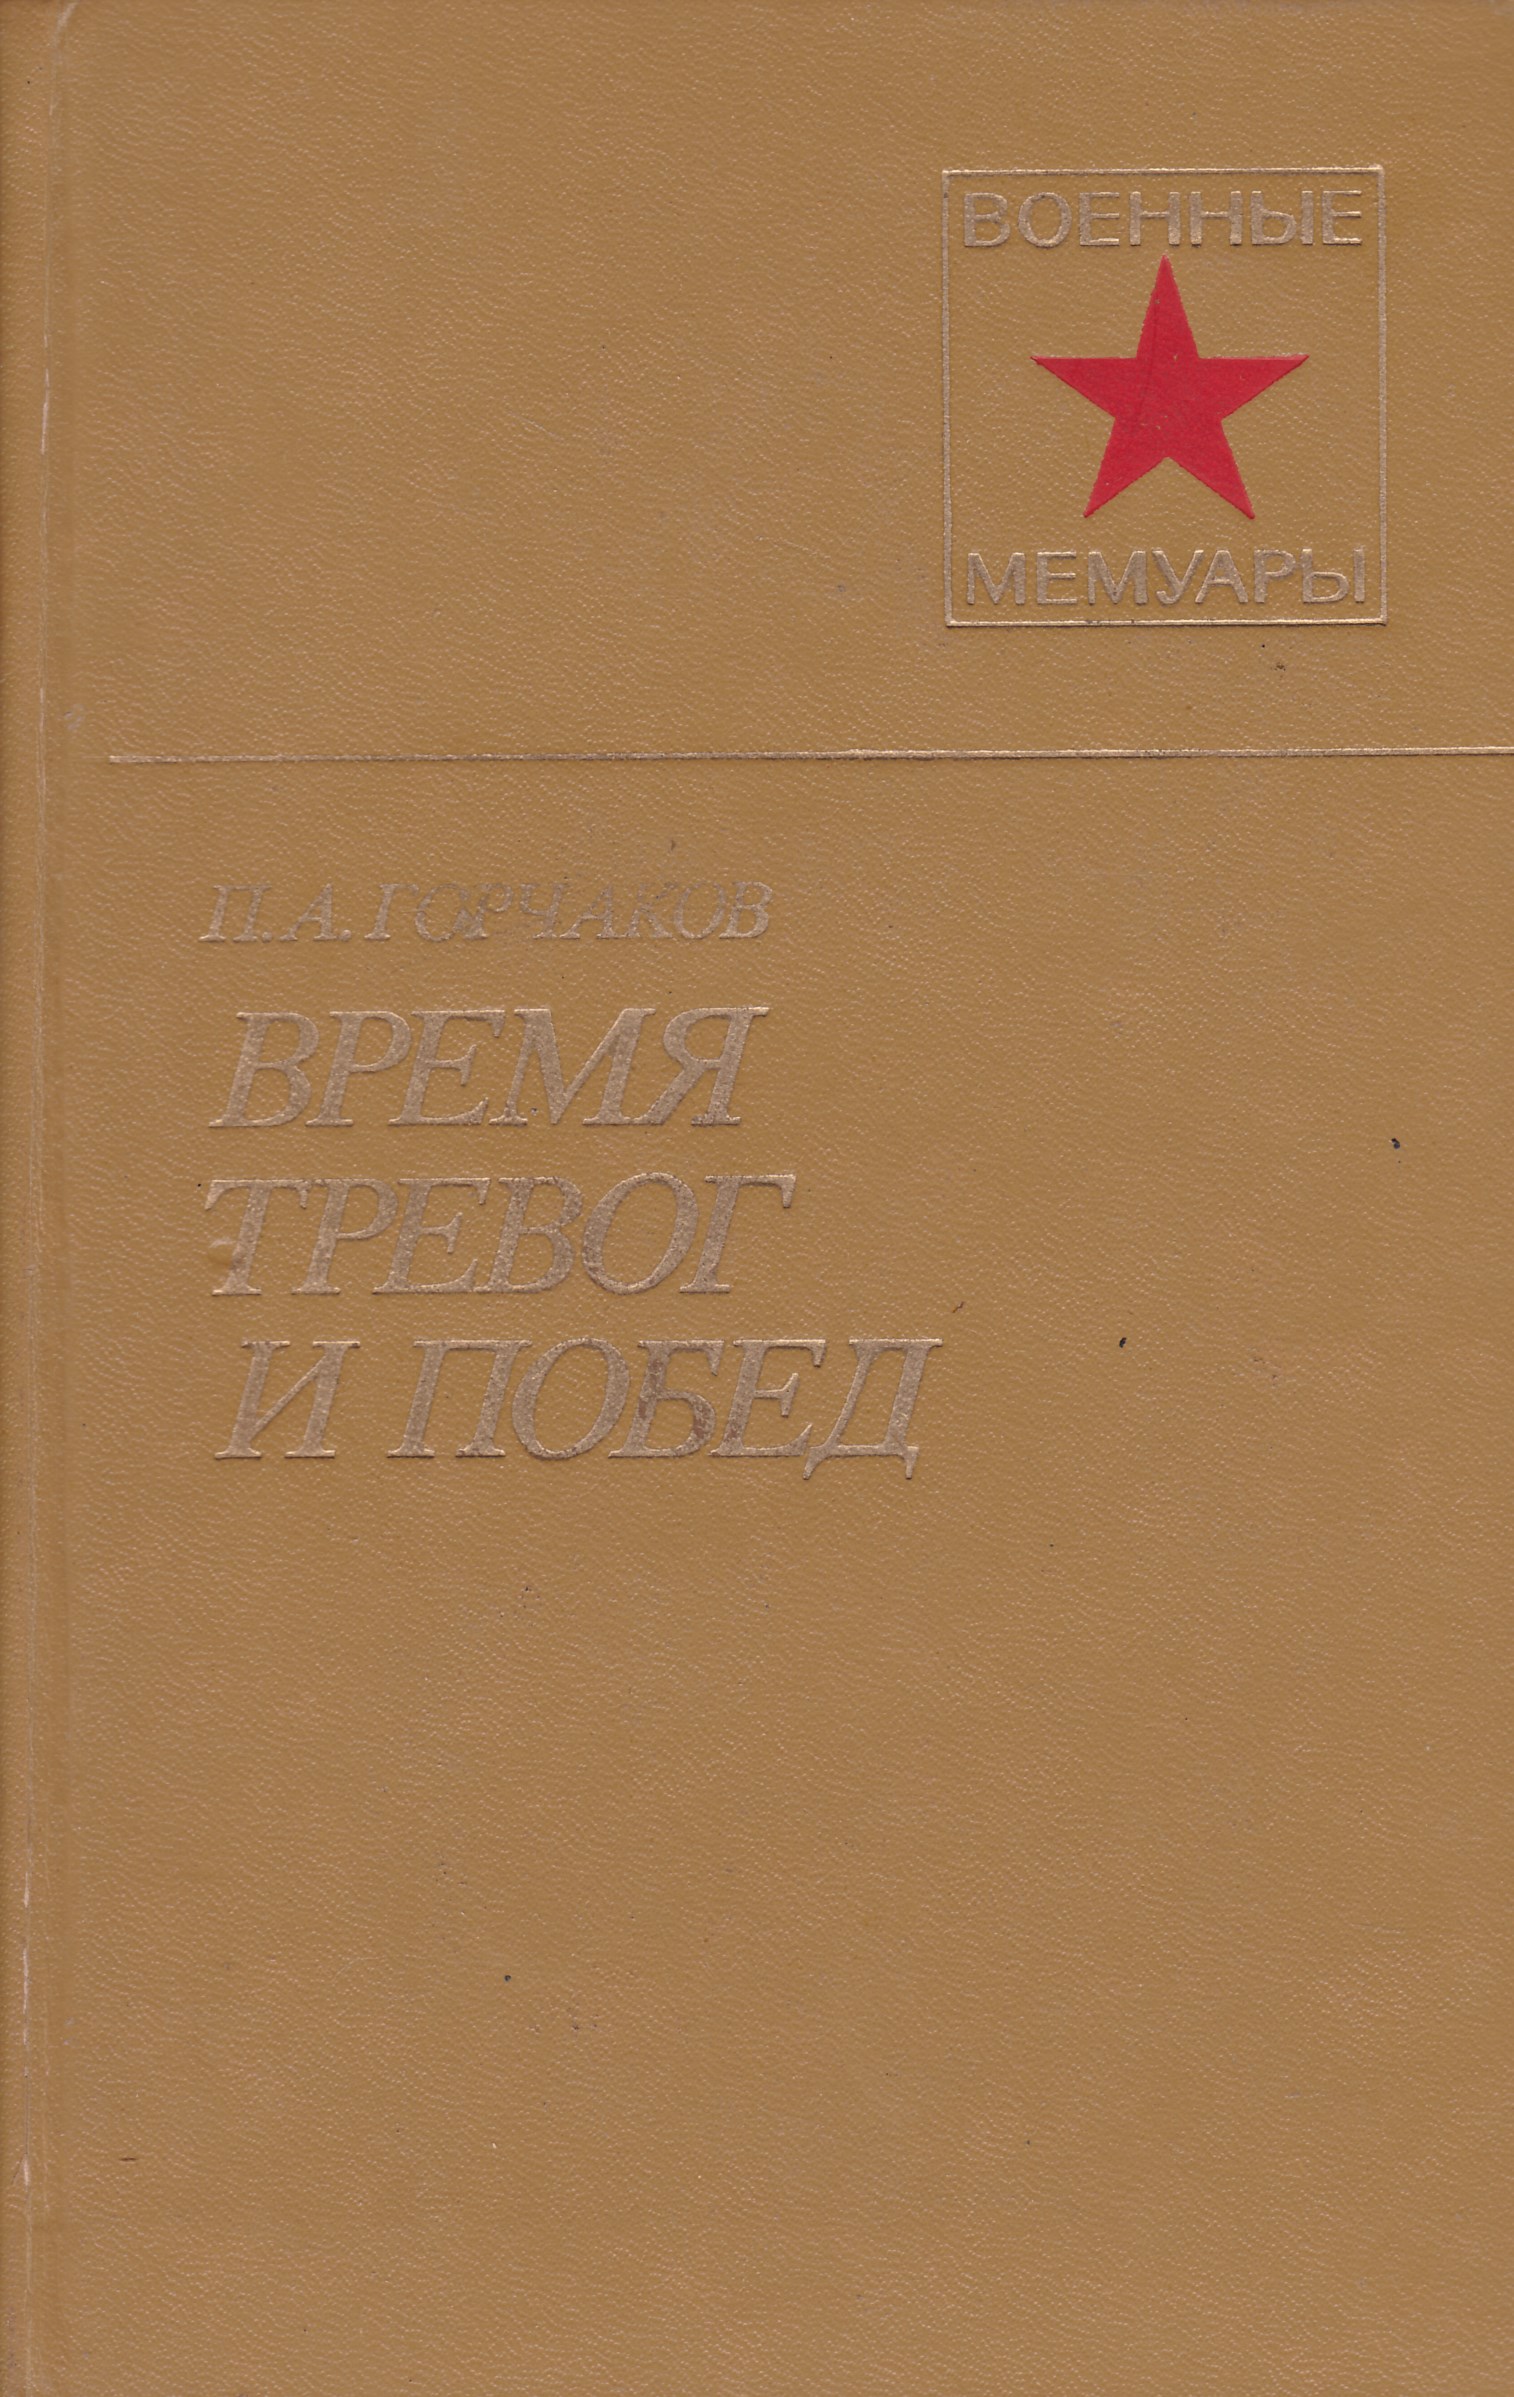 ВОЕННЫЕ
МЕМУАРЫ
П. А. ГОРЧАКОВ
ВРЕМЯ
ТРЕВОГ
И ПОБЕД